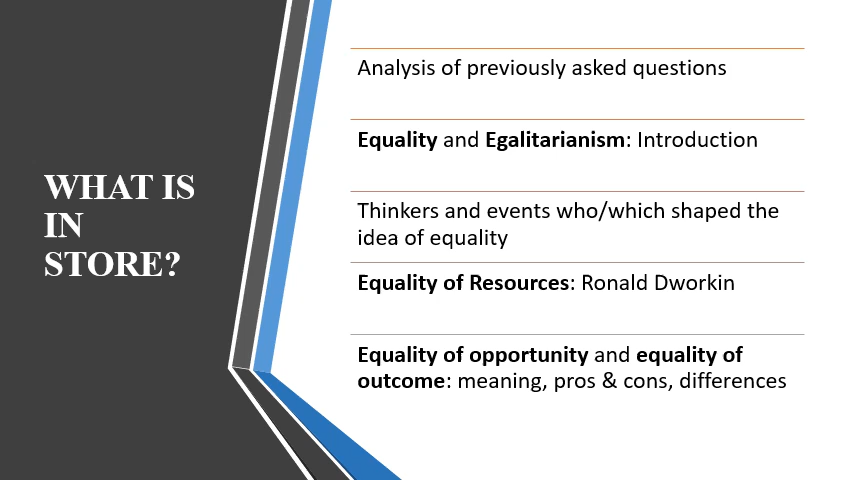 WHAT IS
IN
STORE?
Analysis of previously asked questions
Equality and Egalitarianism: Introduction
Thinkers and events who/which shaped the
idea of equality
Equality of Resources: Ronald Dworkin
Equality of opportunity and equality of
outcome: meaning, pros & cons, differences